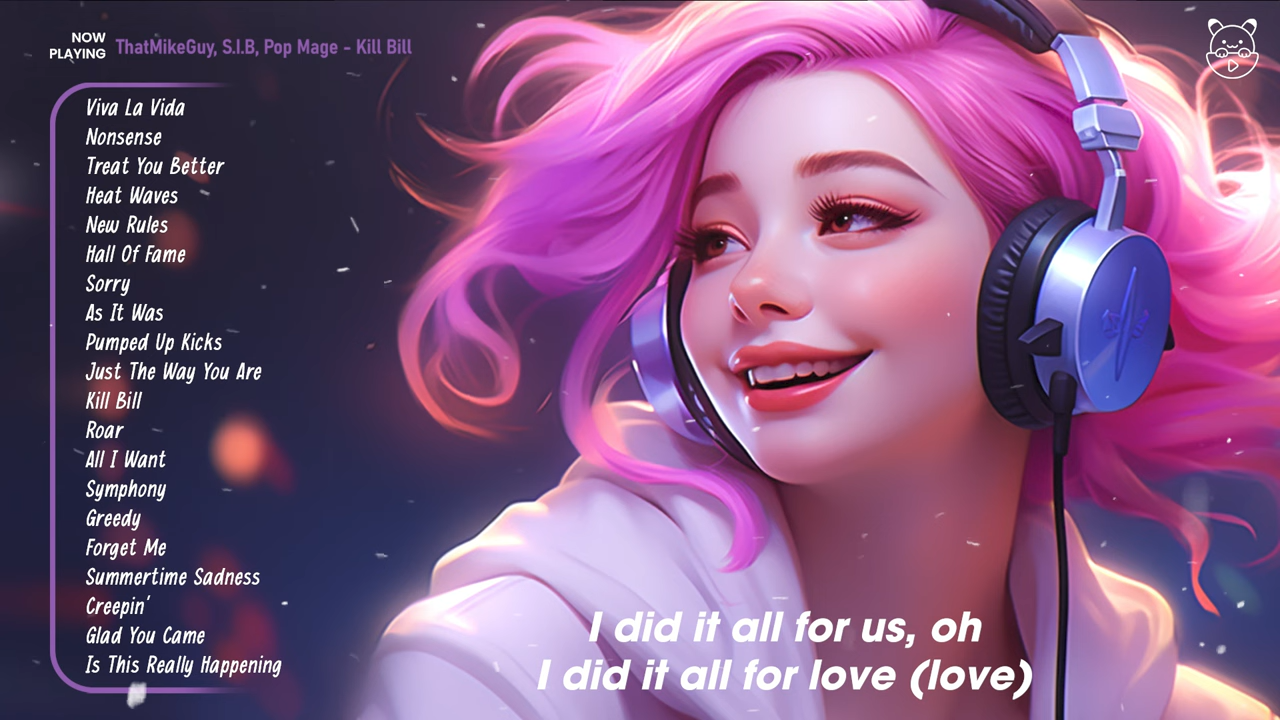 NOW
PLAYING
ThatMikeGuy, S.I.B, Pop Mage - Kill Bill
Viva La Vida
Nonsense
Treat You Better
Heat Waves
New Rules
Hall Of Fame
Sorry
As It Was
Pumped Up Kicks
Just The Way You Are
Kill Bill
Roar
All I Want
Symphony
Greedy
Forget Me
Summertime Sadness
Creepin'
Glad You Came
Is This Really Happening
I did it all for us, oh
I did it all for love (love)